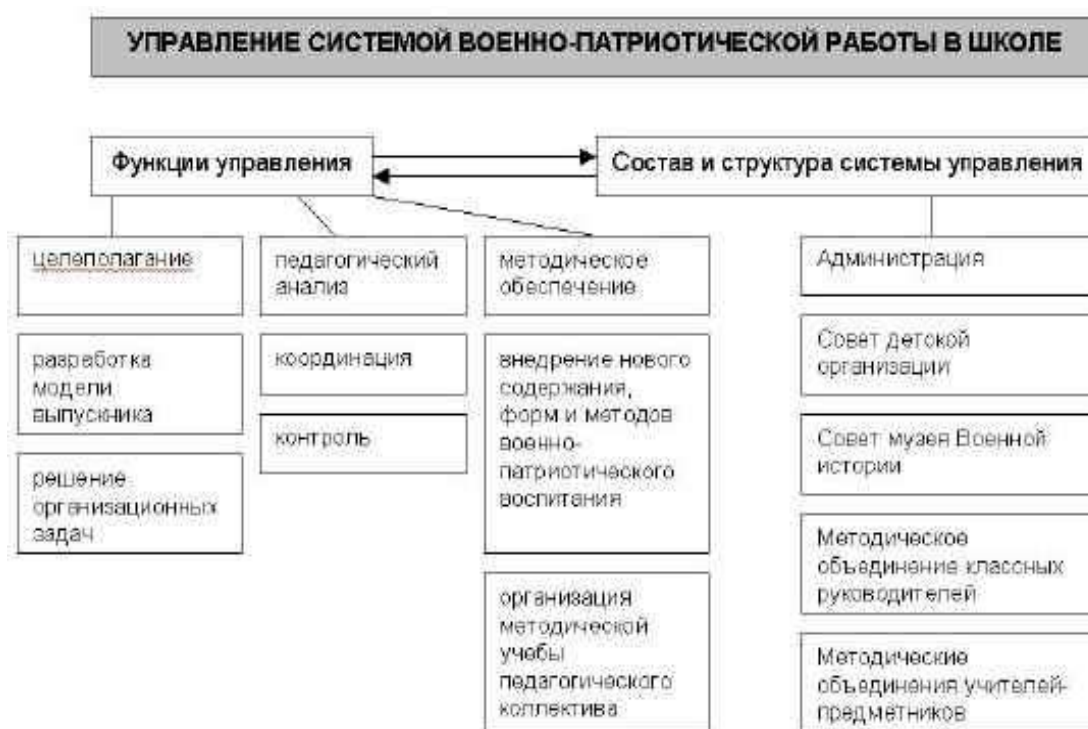 УПРАВЛЕНИЕ СИСТЕМОЙ ВОЕННО-ПАТРИОТИЧЕСКОЙ РАБОТЫ В ШКОЛЕ
Функции управления
Состав и структура системы управления
целеполагание
разработка
модели
выпускника
решение
организационных
задач
педагогический
анализ
координация
контроль
методическое
обеспечение
внедрение нового
содержания,
форм и методов
военно-
патриотического
воспитания
организация
методической
учебы
педагогического
коллектива
Администрация
Совет детской
организации
Совет музея Военной
истории
Методическое
объединение классных
руководителей
Методические
объединения учителей-
предметников